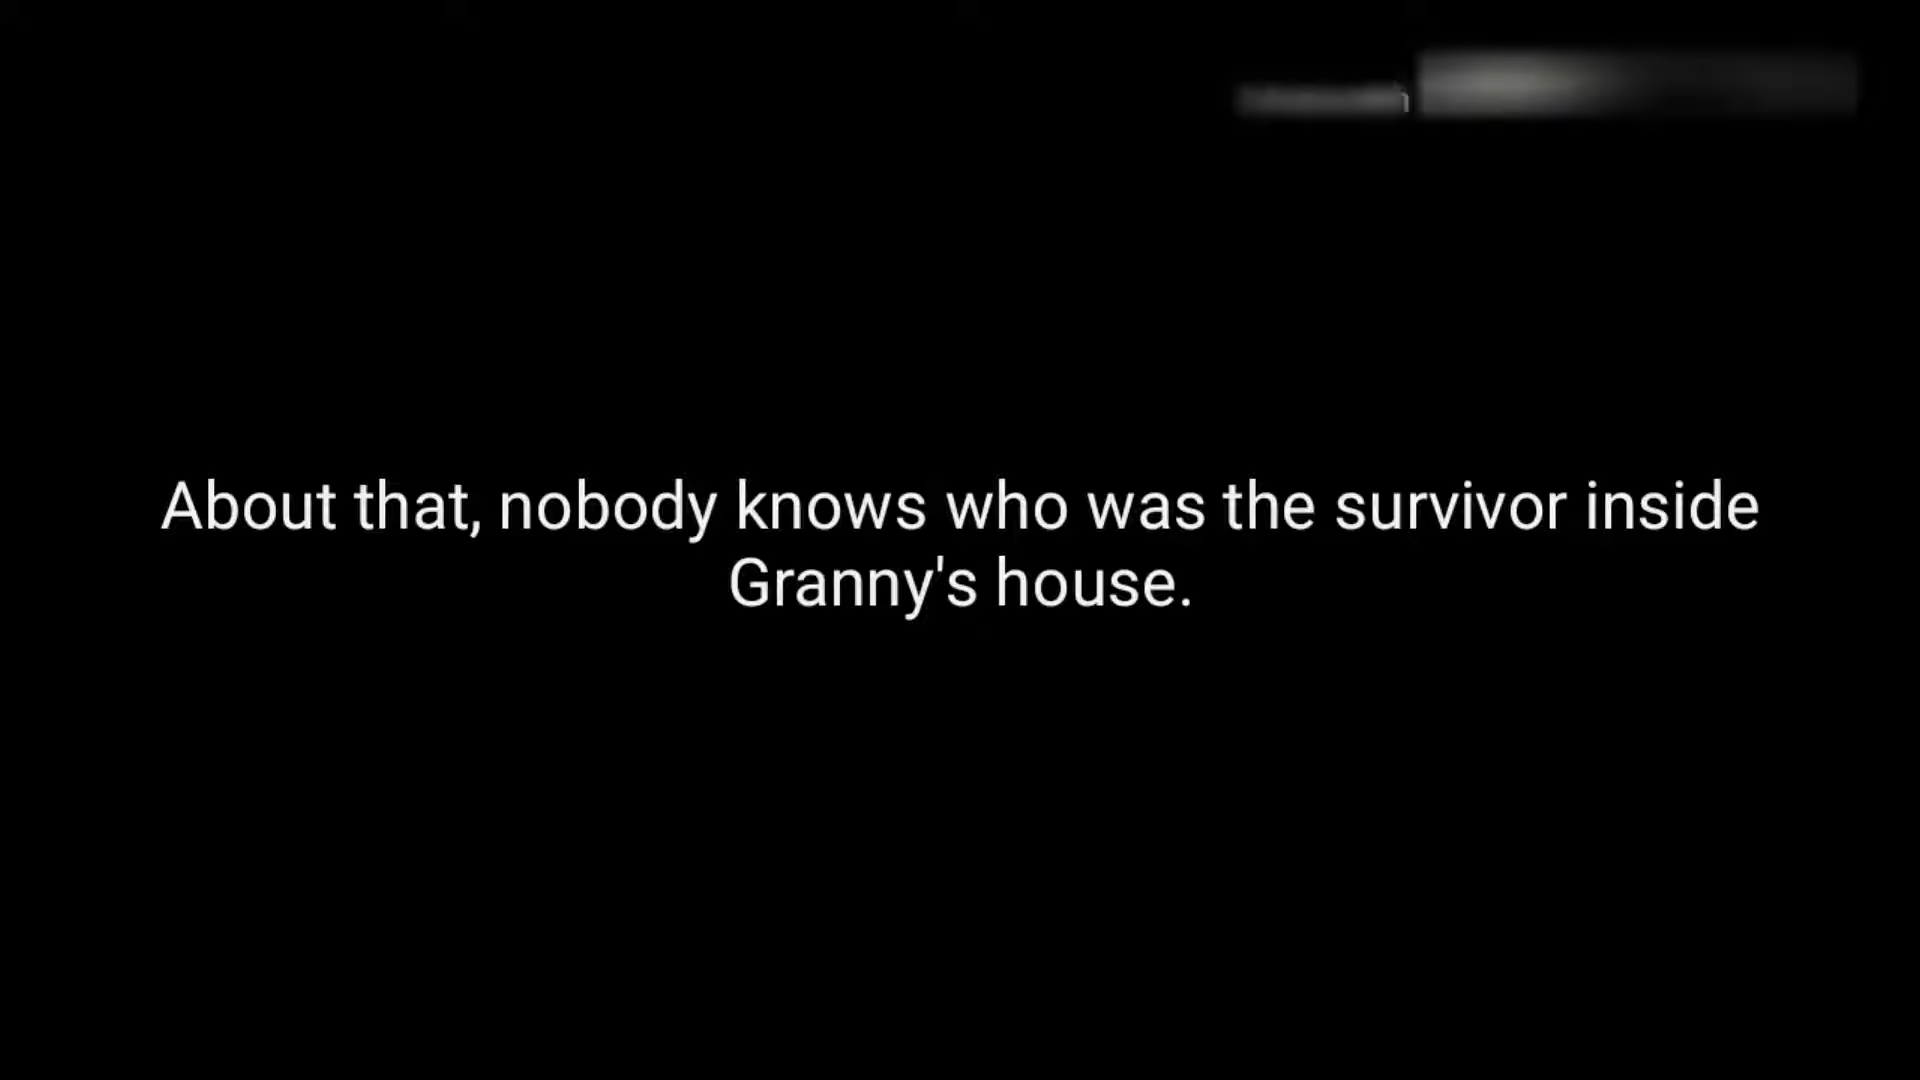 About that, nobody knows who was the survivor inside
Granny's house.